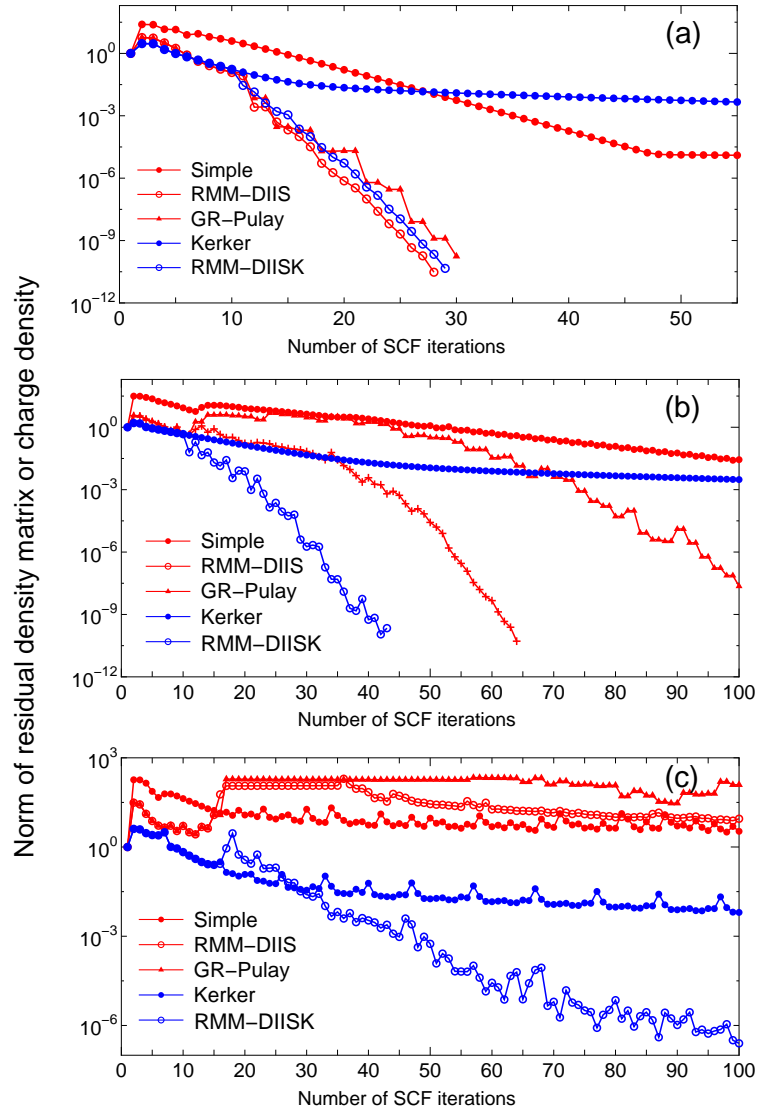 Norm of residual density matrix or charge density
(a)
10^0
10^−3
10^−6
10^−9
10^−12
Simple
RMM−DIIS
GR−Pulay
Kerker
RMM−DIISK
0 10 20 30 40 50
Number of SCF iterations
(b)
10^0
10^−3
10^−6
10^−9
10^−12
Simple
RMM−DIIS
GR−Pulay
Kerker
RMM−DIISK
0 10 20 30 40 50 60 70 80 90 100
Number of SCF iterations
(c)
10^3
10^0
10^−3
10^−6
Simple
RMM−DIIS
GR−Pulay
Kerker
RMM−DIISK
0 10 20 30 40 50 60 70 80 90 100
Number of SCF iterations